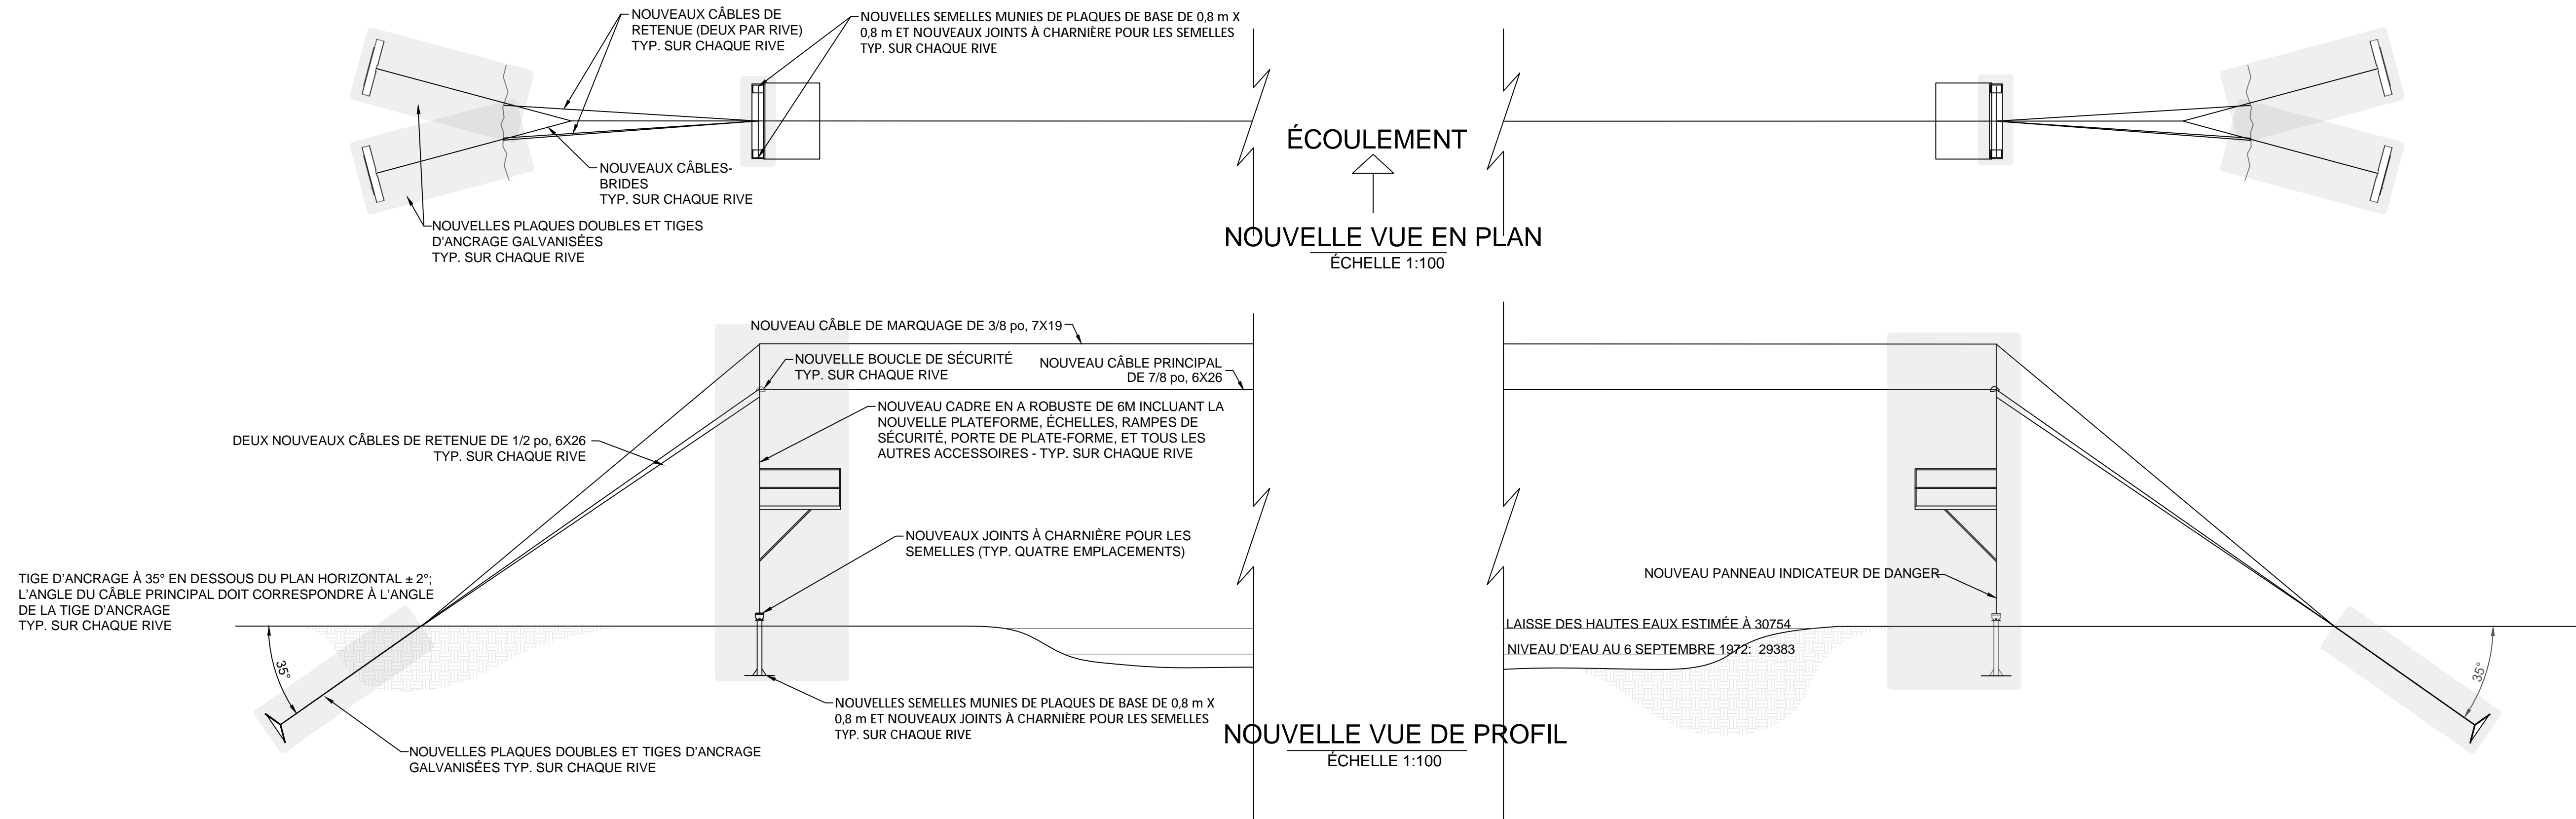 NOUVEAUX CÂBLES DE
RETENUE (DEUX PAR RIVE)
TYP. SUR CHAQUE RIVE
NOUVELLES SEMELLES MUNIES DE PLAQUES DE BASE DE 0,8 m X
0,8 m ET NOUVEAUX JOINTS À CHARNIÈRE POUR LES SEMELLES
TYP. SUR CHAQUE RIVE
NOUVEAUX CÂBLES-
BRIDES
TYP. SUR CHAQUE RIVE
NOUVELLES PLAQUES DOUBLES ET TIGES
D'ANCRAGE GALVANISÉES
TYP. SUR CHAQUE RIVE
ÉCOULEMENT
NOUVELLE VUE EN PLAN
ÉCHELLE 1:100
NOUVEAU CÂBLE DE MARQUAGE DE 3/8 po, 7X19
NOUVELLE BOUCLE DE SÉCURITÉ
TYP. SUR CHAQUE RIVE
NOUVEAU CÂBLE PRINCIPAL
DE 7/8 po, 6X26
NOUVEAU CADRE EN A ROBUSTE DE 6M INCLUANT LA
NOUVELLE PLATEFORME, ÉCHELLES, RAMPES DE
SÉCURITÉ, PORTE DE PLATE-FORME, ET TOUS LES
AUTRES ACCESSOIRES - TYP. SUR CHAQUE RIVE
DEUX NOUVEAUX CÂBLES DE RETENUE DE 1/2 po, 6X26
TYP. SUR CHAQUE RIVE
NOUVEAUX JOINTS À CHARNIÈRE POUR LES
SEMELLES (TYP. QUATRE EMPLACEMENTS)
TIGE D'ANCRAGE À 35° EN DESSOUS DU PLAN HORIZONTAL ± 2°;
L'ANGLE DU CÂBLE PRINCIPAL DOIT CORRESPONDRE À L'ANGLE
DE LA TIGE D'ANCRAGE
TYP. SUR CHAQUE RIVE
NOUVEAU PANNEAU INDICATEUR DE DANGER
LAISSE DES HAUTES EAUX ESTIMÉE À 30754
NIVEAU D'EAU AU 6 SEPTEMBRE 1972: 29383
35°
35°
NOUVELLES SEMELLES MUNIES DE PLAQUES DE BASE DE 0,8 m X
0,8 m ET NOUVEAUX JOINTS À CHARNIÈRE POUR LES SEMELLES
TYP. SUR CHAQUE RIVE
NOUVELLES PLAQUES DOUBLES ET TIGES D'ANCRAGE
GALVANISÉES TYP. SUR CHAQUE RIVE
NOUVELLE VUE DE PROFIL
ÉCHELLE 1:100